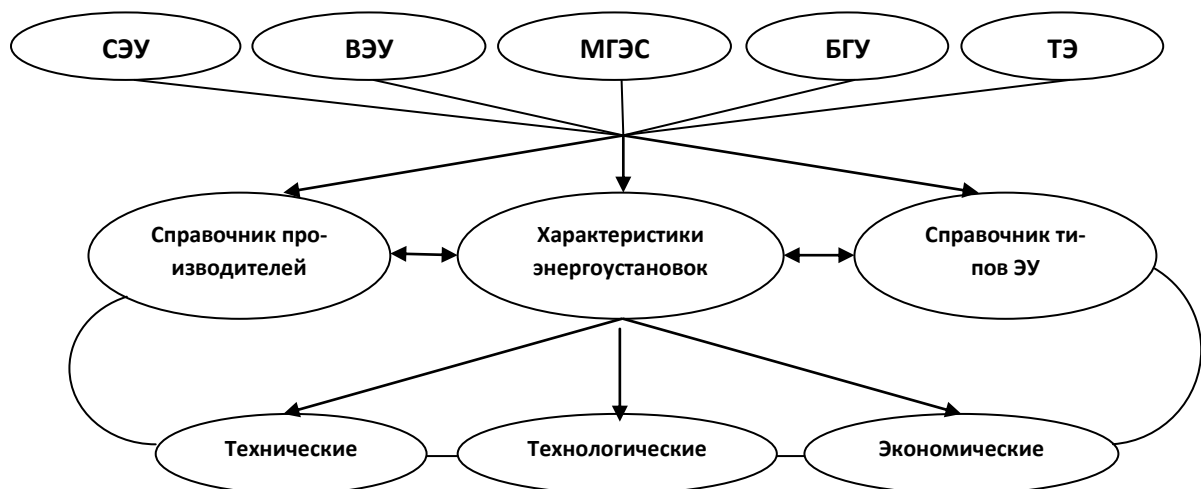 СЭУ
ВЭУ
МГЭС
БГУ
ТЭ
Справочник про-
изводителей
Характеристики
энергоустановок
Справочник ти-
пов ЭУ
Технические
Технологические
Экономические